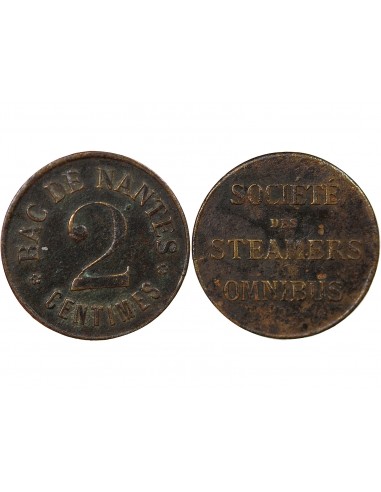 * BAC DE NANTES *
2
CENTIMES
SOCIÉTÉ
DES
STEAMERS
OMNIBUS